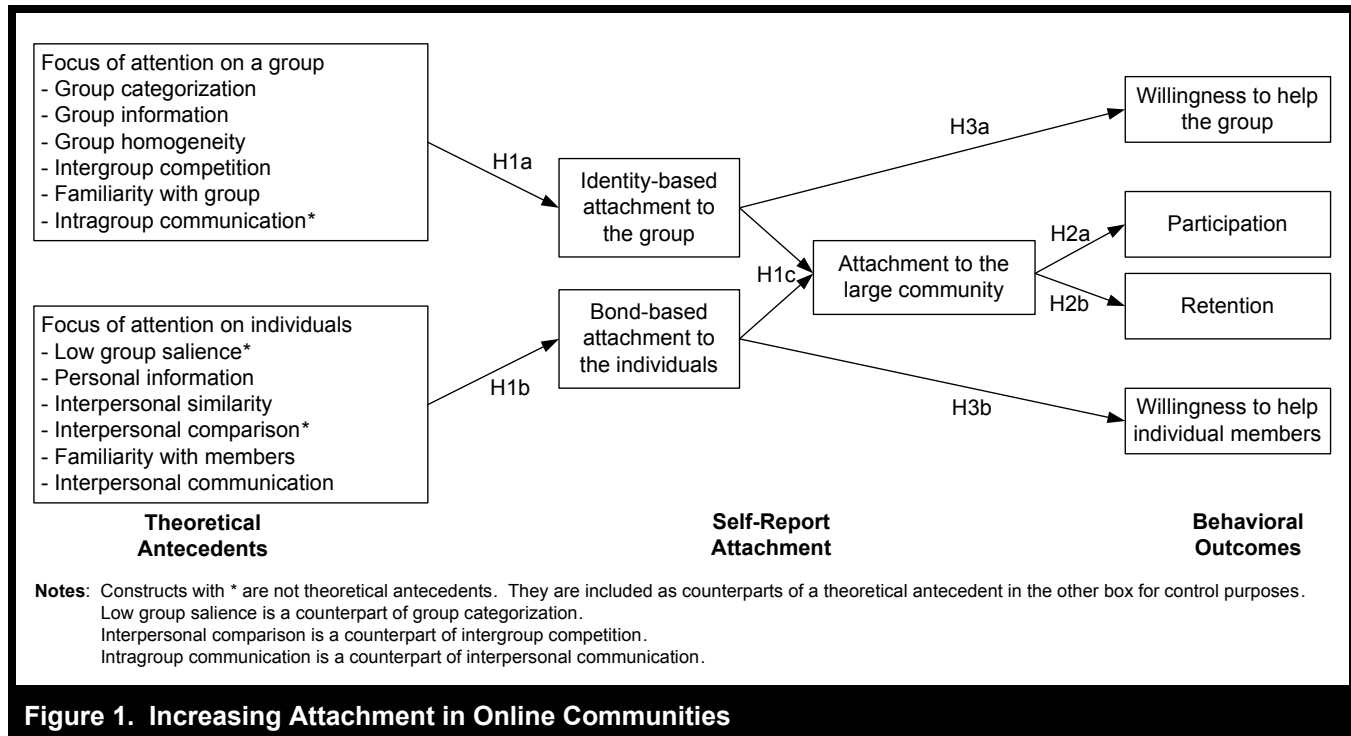 Focus of attention on a group
- Group categorization
- Group information
- Group homogeneity
- Intergroup competition
- Familiarity with group
- Intragroup communication*
H1a
Identity-based
attachment to
the group
H3a
Willingness to help
the group
Focus of attention on individuals
- Low group salience*
- Personal information
- Interpersonal similarity
- Interpersonal comparison*
- Familiarity with members
- Interpersonal communication
H1b
Bond-based
attachment to
the individuals
H1c
Attachment to the
large community
H2a
Participation
H2b
Retention
H3b
Willingness to help
individual members
Theoretical
Antecedents
Self-Report
Attachment
Behavioral
Outcomes
Notes: Constructs with * are not theoretical antecedents. They are included as counterparts of a theoretical antecedent in the other box for control purposes.
Low group salience is a counterpart of group categorization.
Interpersonal comparison is a counterpart of intergroup competition.
Intragroup communication is a counterpart of interpersonal communication.
Figure 1. Increasing Attachment in Online Communities